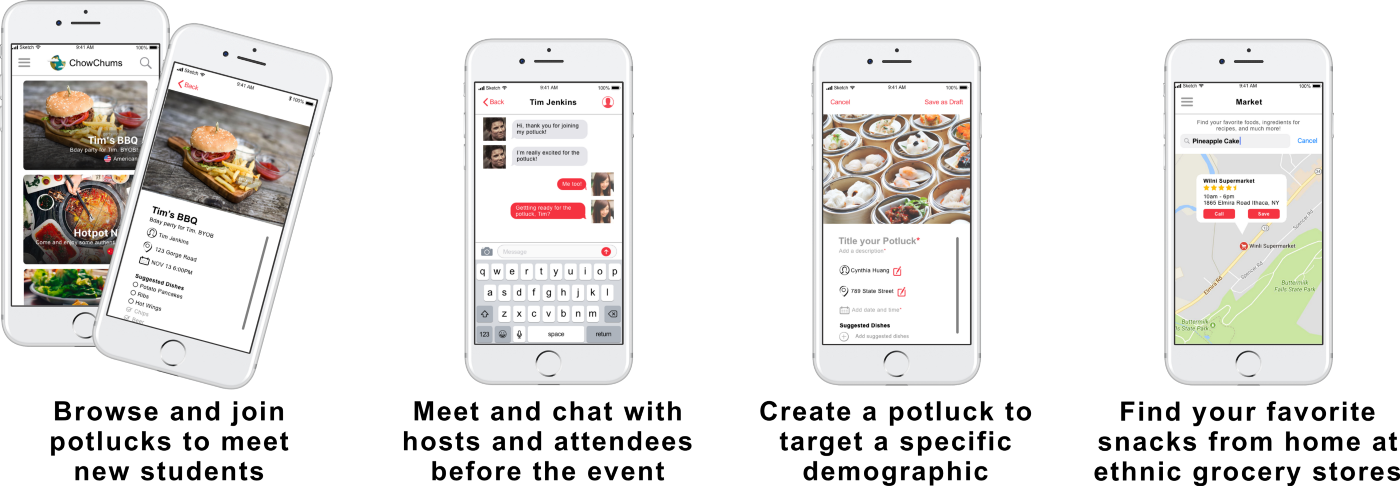 Sketch 9:41 AM 100%
ChowChums
Tim's BBQ
Bday party for Tim. BYOB!
American
Hotpot N
Come and enjoy some authent
Sketch
9:41 AM
100%
Back
Tim's BBQ
Bday party for Tim. BYOB
Tim Jenkins
123 Gorge Road
NOV 13 6:00PM
Suggested Dishes
Potato Pancakes
Ribs
Hot Wings
Chips
Browse and join
potlucks to meet
new students
Sketch 9:41 AM 100%
Back Tim Jenkins
Hi, thank you for joining
my potluck!
I'm really excited for the
potluck!
Me too!
Gettting ready for the
potluck, Tim?
Message
q w e r t y u i o p
a s d f g h j k l
z x c v b n m
123 space return
Meet and chat with
hosts and attendees
before the event
Sketch 9:41 AM 100%
Cancel Save as Draft
Title your Potluck*
Add a description*
Cynthia Huang
789 State Street
Add date and time*
Suggested Dishes
Add suggested dishes
Create a potluck to
target a specific
demographic
Sketch 9:41 AM 100%
Market
Find your favorite foods, ingredients for
recipes, and much more!
Pineapple Cake Cancel
Winli Supermarket
10am - 6pm
1869 Elmira Road Ithaca, NY
Call Save
13
Spencer Rd
Winli Supermarket
Spencer Rd
Elmira Rd
13
Buttermilk
Falls State Park
Buttermilk
ls State Park
Find your favorite
snacks from home at
ethnic grocery stores